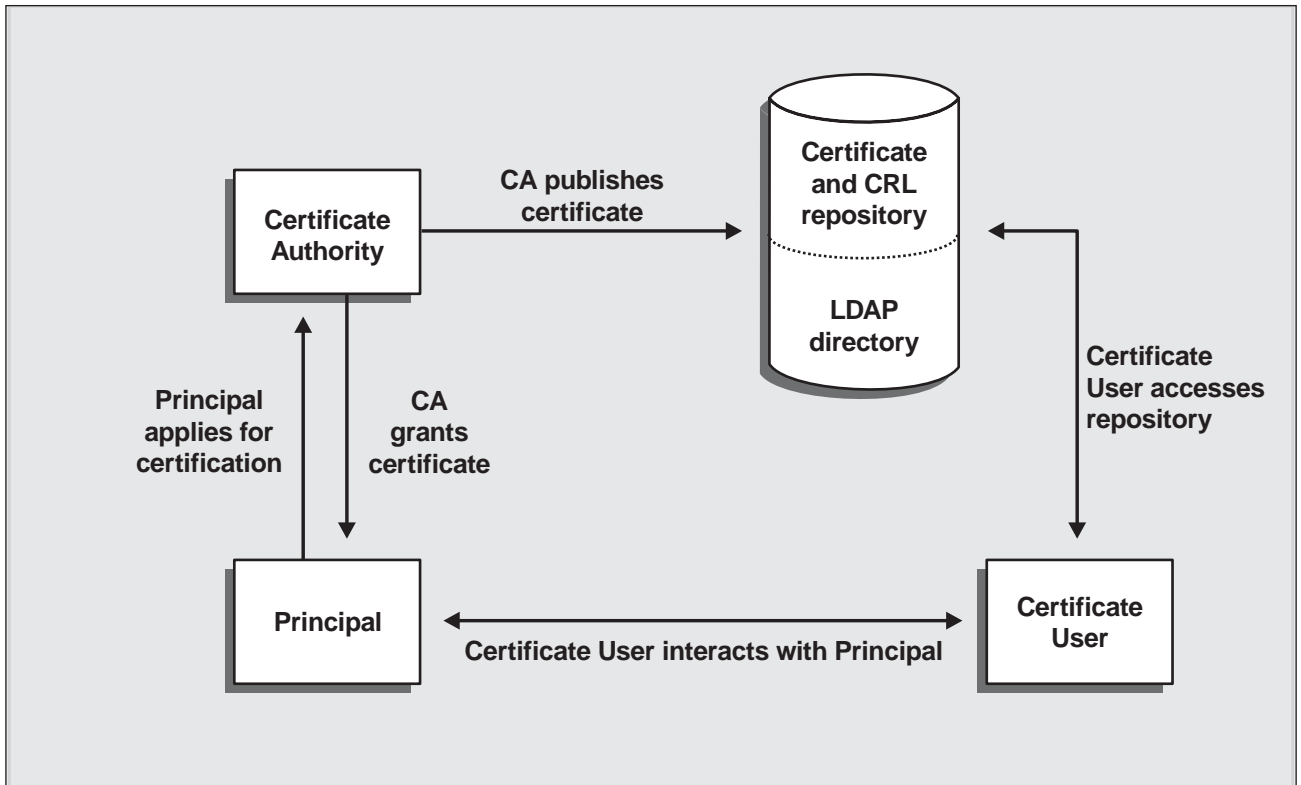 Certificate
and CRL
repository
LDAP
directory
CA publishes
certificate
Certificate
Authority
Certificate
User accesses
repository
Principal
applies for
certification
CA
grants
certificate
Principal
Certificate User interacts with Principal
Certificate
User